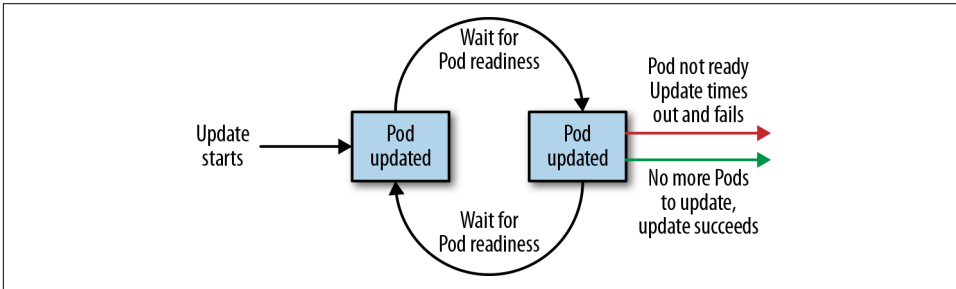 Wait for
Pod readiness
Update
starts
Pod
updated
Pod
updated
Pod not ready
Update times
out and fails
No more Pods
to update,
update succeeds
Wait for
Pod readiness